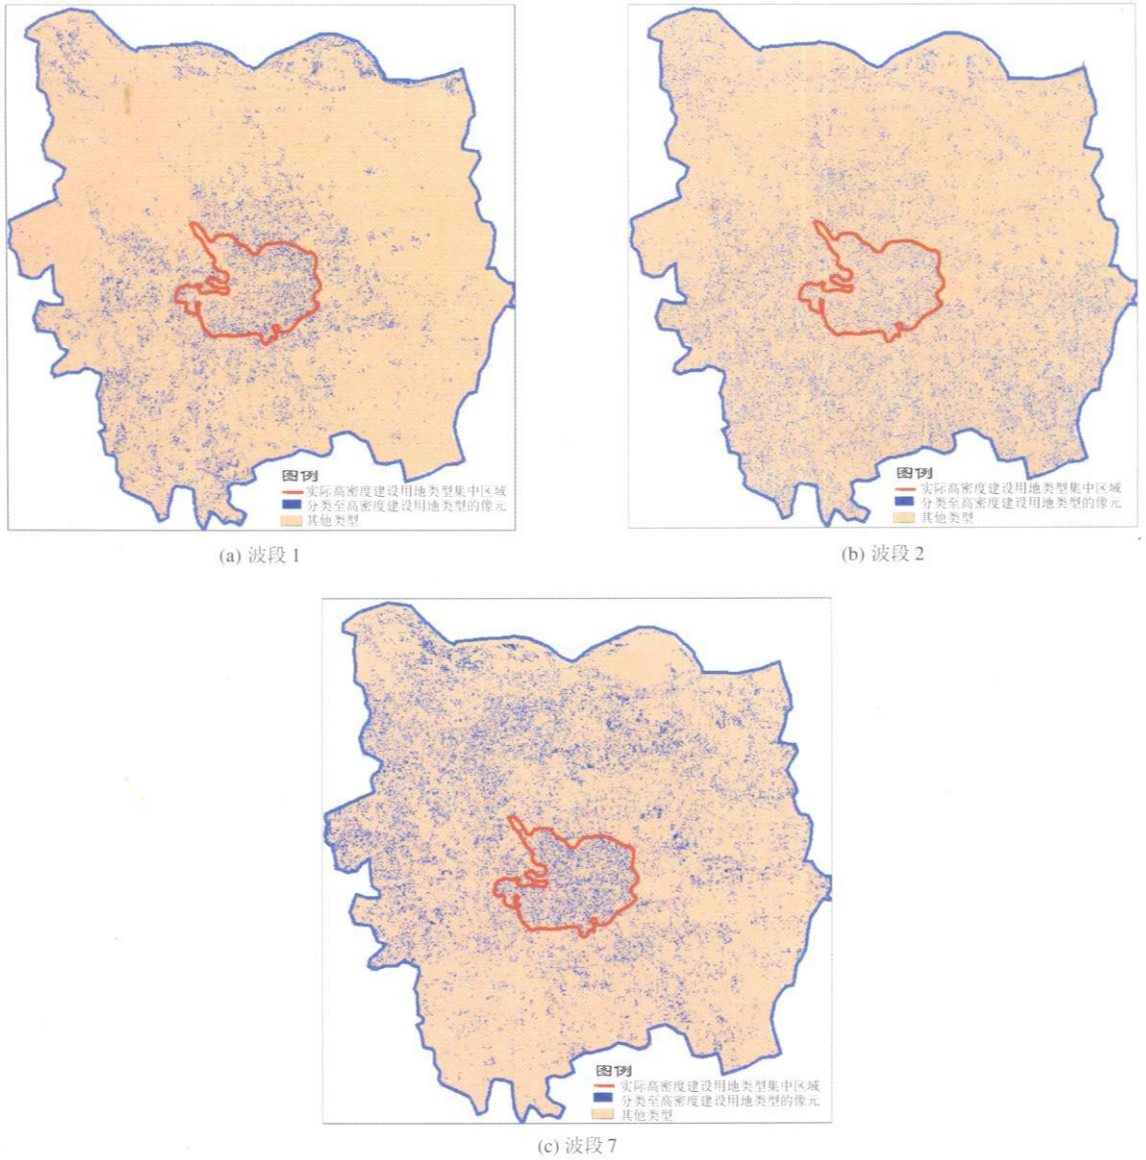 图例
实际高密度建设用地类型集中区域
分类至高密度建设用地类型的像元
其他类型
(a) 波段 1
图例
实际高密度建设用地类型集中区域
分类至高密度建设用地类型的像元
其他类型
(b) 波段 2
图例
实际高密度建设用地类型集中区域
分类至高密度建设用地类型的像元
其他类型
(c) 波段 7